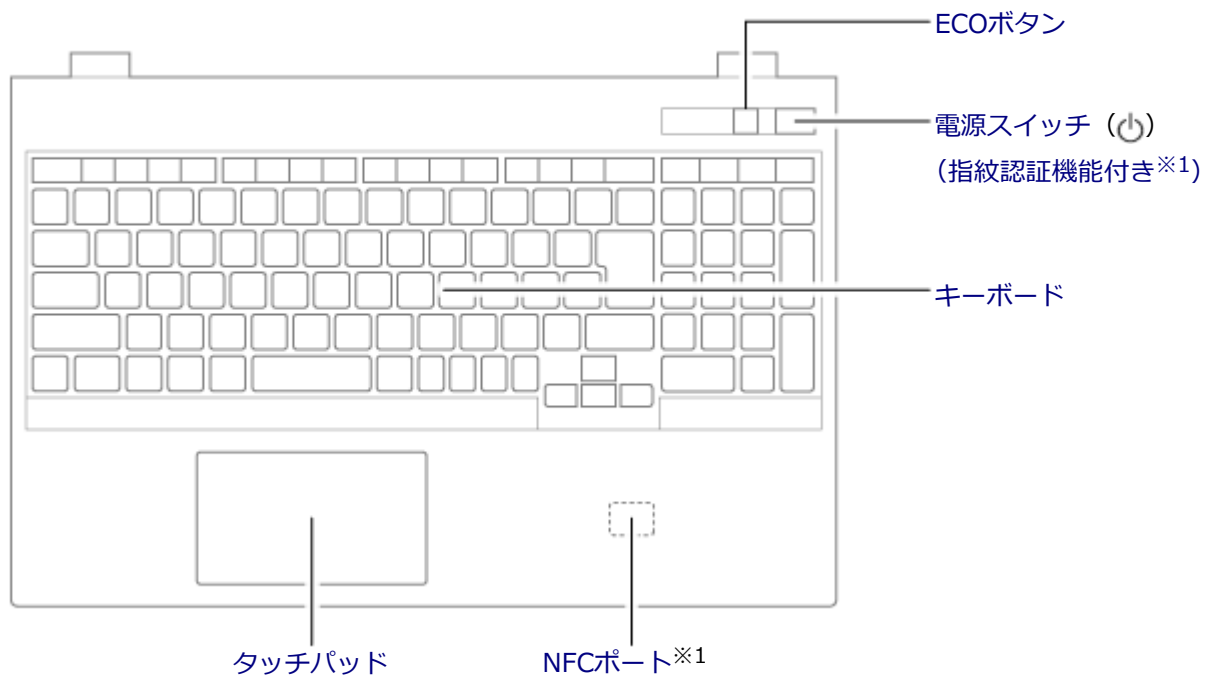 ECOボタン
電源スイッチ（⏻）
（指紋認証機能付き※1）
キーボード
タッチパッド
NFCポート※1